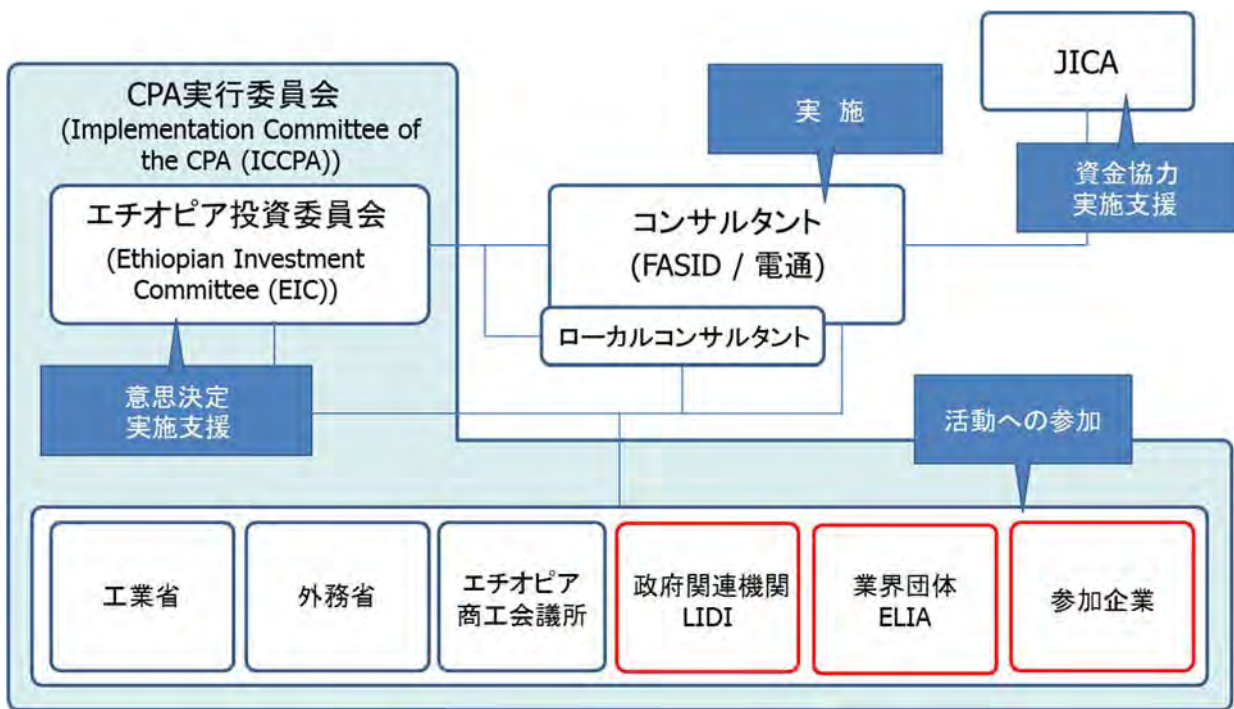 JICA
CPA実行委員会
(Implementation Committee of
the CPA (ICCPA))
実 施
資金協力
実施支援
エチオピア投資委員会
(Ethiopian Investment
Committee (EIC))
コンサルタント
(FASID / 電通)
ローカルコンサルタント
意思決定
実施支援
活動への参加
工業省
外務省
エチオピア
商工会議所
政府関連機関
LIDI
業界団体
ELIA
参加企業